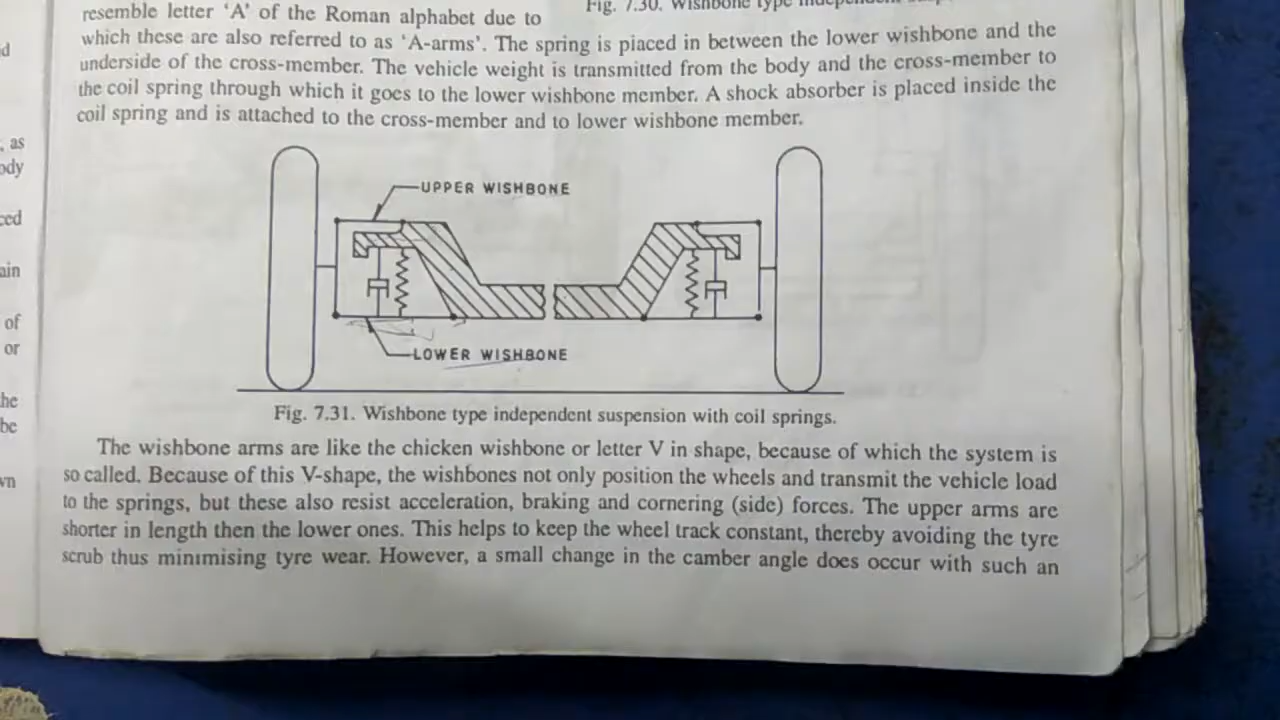 resemble letter 'A' of the Roman alphabet due to
Fig. 7.30. Wishbone type
which these are also referred to as 'A-arms'. The spring is placed in between the lower wishbone and the
underside of the cross-member. The vehicle weight is transmitted from the body and the cross-member to
the coil spring through which it goes to the lower wishbone member. A shock absorber is placed inside the
coil spring and is attached to the cross-member and to lower wishbone member.
UPPER WISHBONE
LOWER WISHBONE
Fig. 7.31. Wishbone type independent suspension with coil springs.
The wishbone arms are like the chicken wishbone or letter V in shape, because of which the system is
so called. Because of this V-shape, the wishbones not only position the wheels and transmit the vehicle load
to the springs, but these also resist acceleration, braking and cornering (side) forces. The upper arms are
shorter in length then the lower ones. This helps to keep the wheel track constant, thereby avoiding the tyre
scrub thus minimising tyre wear. However, a small change in the camber angle does occur with such an